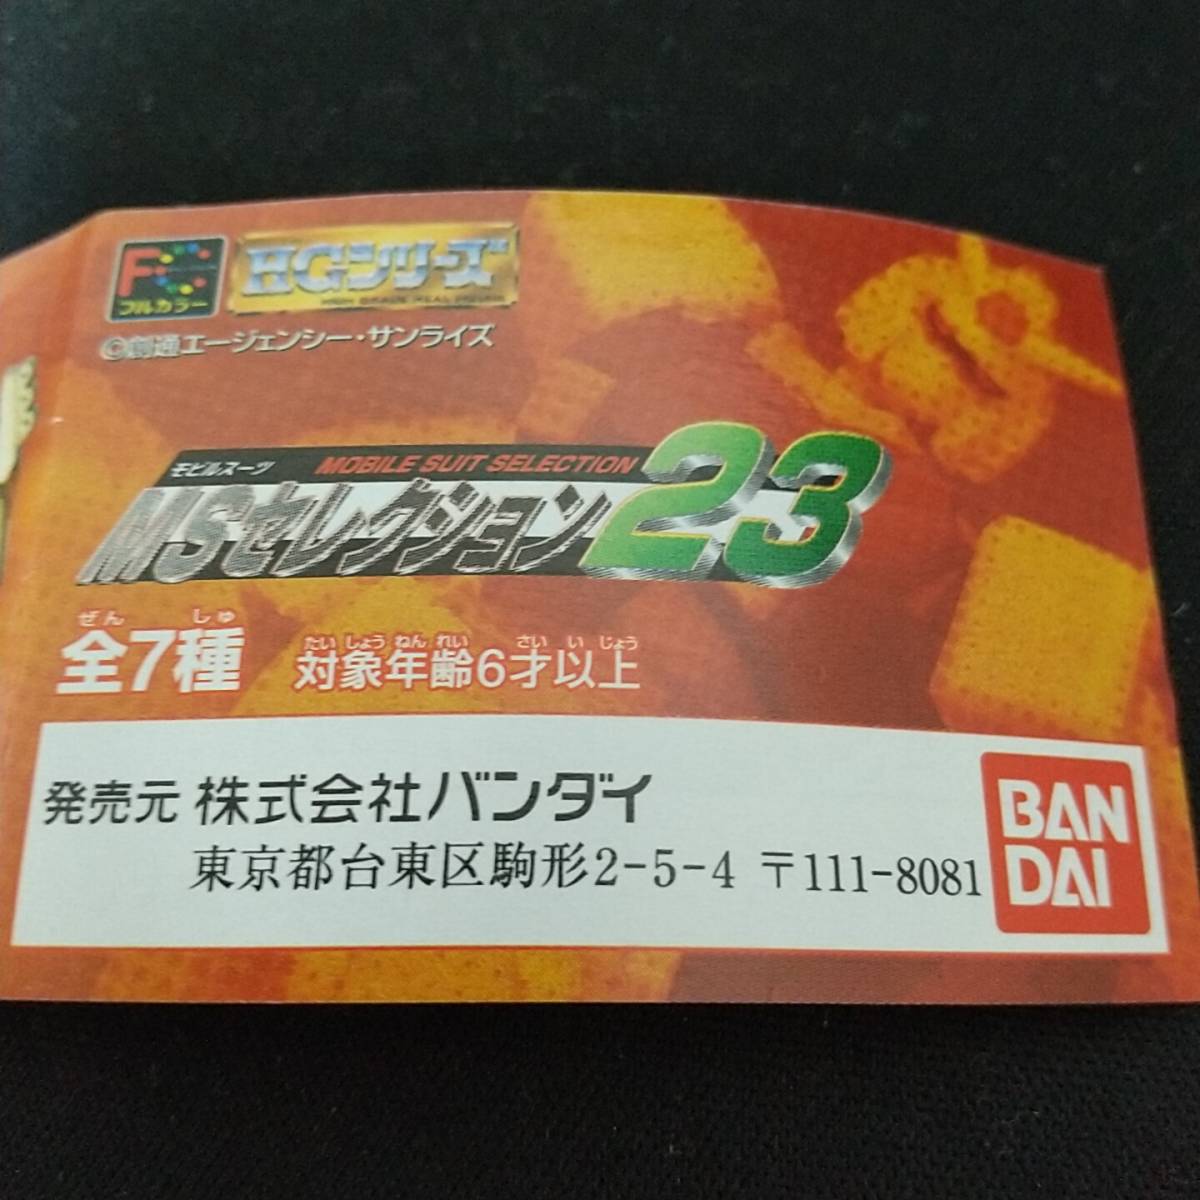 FC
フルカラー
HGシリーズ
HIGH GRADE REAL FIGURE
©創通エージェンシー・サンライズ
モビルスーツ MOBILE SUIT SELECTION
MSセレクション23
ぜん しゅ
全7種
たい しょう ねん れい さい い じょう
対象年齢6才以上
発売元 株式会社バンダイ
東京都台東区駒形2-5-4 〒111-8081
BAN
DAI